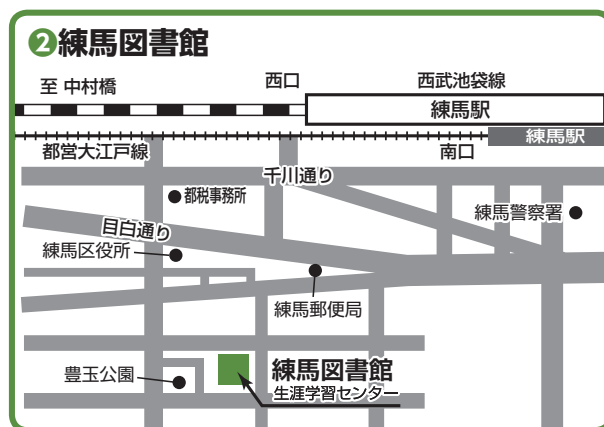 ❷練馬図書館
至 中村橋
西口
西武池袋線
練馬駅
練馬駅
都営大江戸線
南口
千川通り
都税事務所
練馬警察署
目白通り
練馬区役所
練馬郵便局
練馬図書館
生涯学習センター
豊玉公園